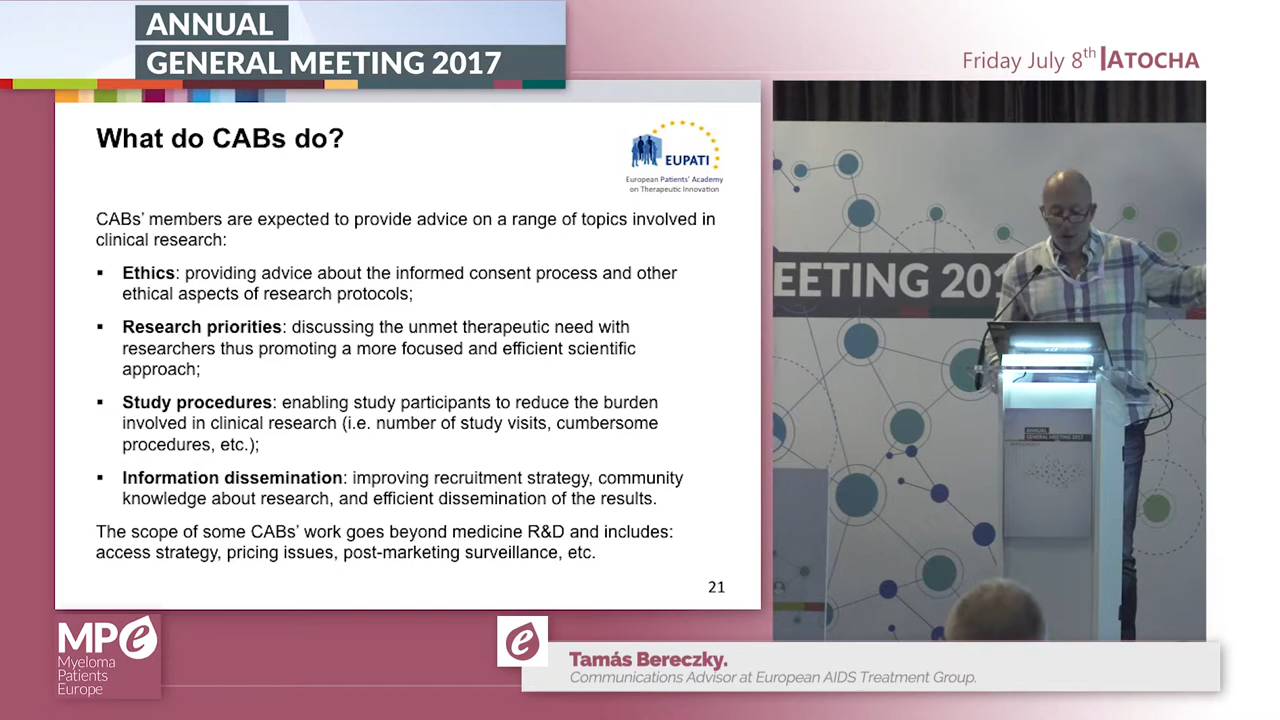 ANNUAL
GENERAL MEETING 2017
Friday July 8th | ATOCHA
What do CABs do?
EUPATI
European Patients' Academy
on Therapeutic Innovation
CABs' members are expected to provide advice on a range of topics involved in
clinical research:
▪ Ethics: providing advice about the informed consent process and other
ethical aspects of research protocols;
▪ Research priorities: discussing the unmet therapeutic need with
researchers thus promoting a more focused and efficient scientific
approach;
▪ Study procedures: enabling study participants to reduce the burden
involved in clinical research (i.e. number of study visits, cumbersome
procedures, etc.);
▪ Information dissemination: improving recruitment strategy, community
knowledge about research, and efficient dissemination of the results.
The scope of some CABs' work goes beyond medicine R&D and includes:
access strategy, pricing issues, post-marketing surveillance, etc.
21
EETING 201
ANNUAL
GENERAL MEETING 2017
MPe
Myeloma
Patients
Europe
e
Tamás Bereczky.
Communications Advisor at European AIDS Treatment Group.